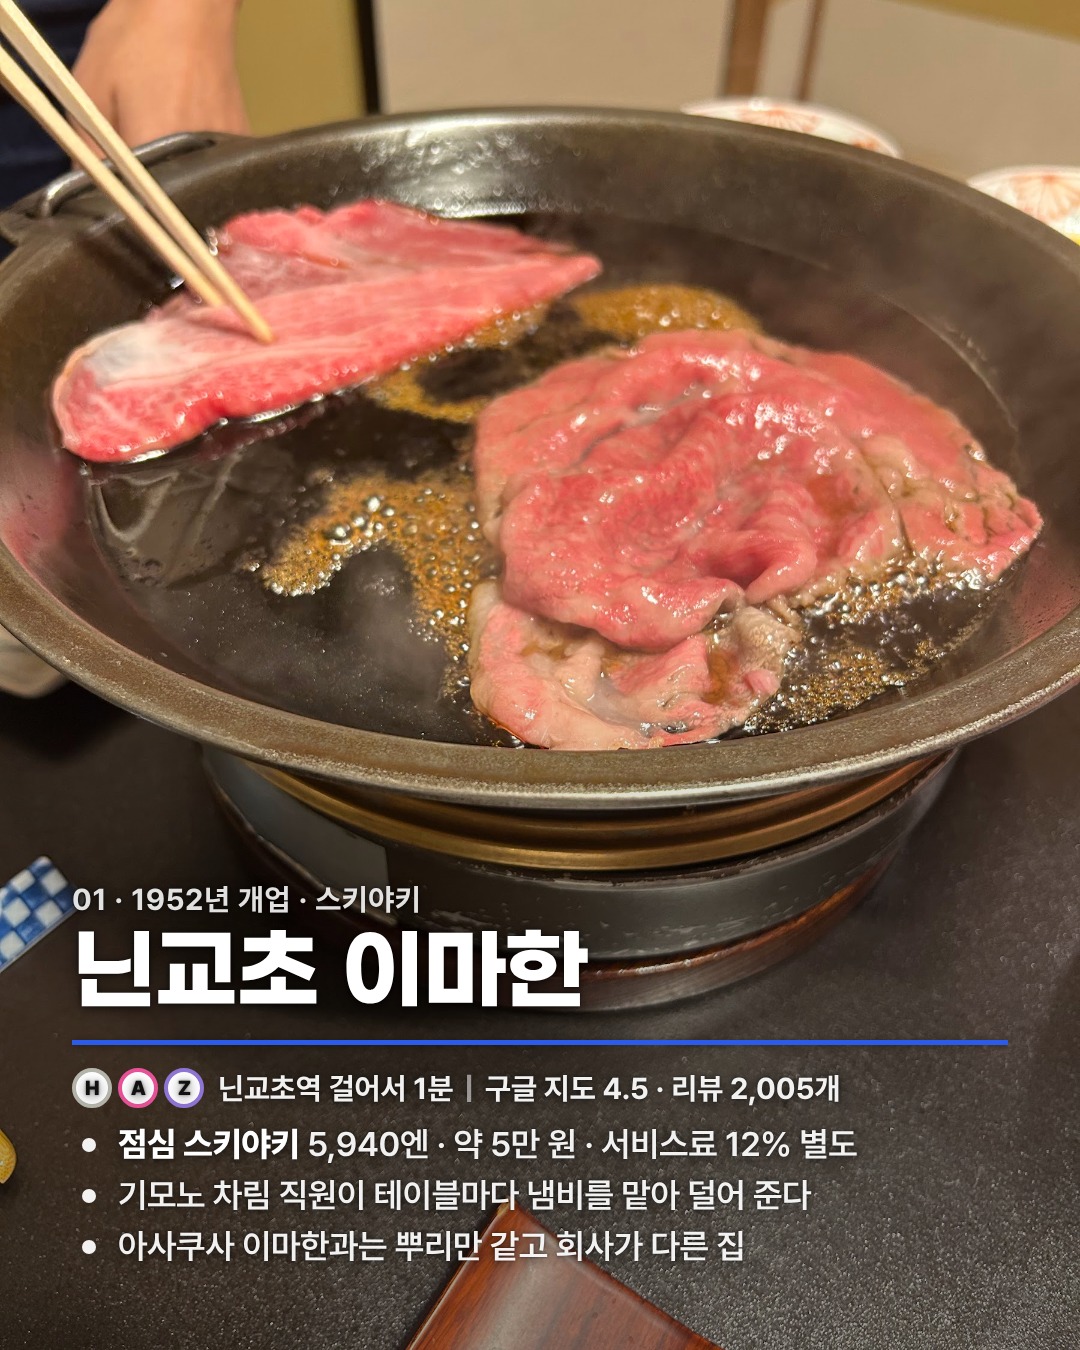 01 · 1952년 개업 · 스키야키
닌교초 이마한
H A Z 닌교초역 걸어서 1분 | 구글 지도 4.5 · 리뷰 2,005개
• 점심 스키야키 5,940엔 · 약 5만 원 · 서비스료 12% 별도
• 기모노 차림 직원이 테이블마다 냄비를 맡아 덜어 준다
• 아사쿠사 이마한과는 뿌리만 같고 회사가 다른 집